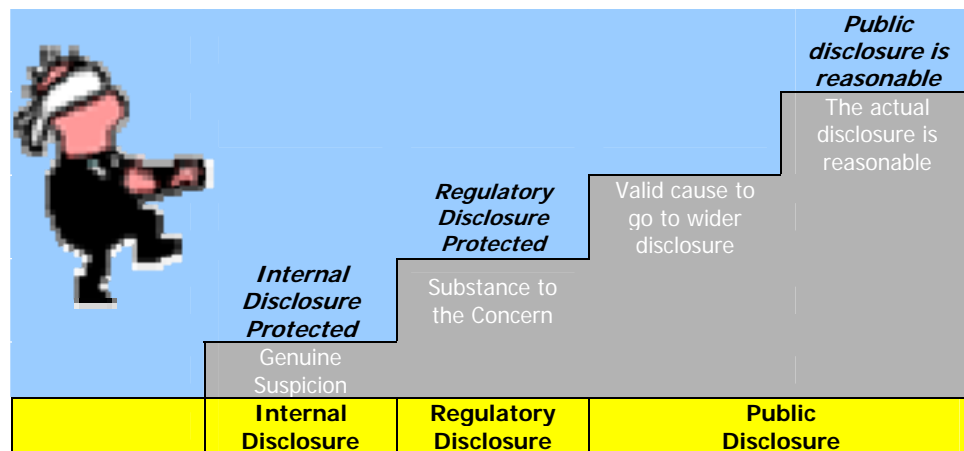 Public
disclosure is
reasonable
The actual
disclosure is
reasonable
Regulatory
Disclosure
Protected
Valid cause to
go to wider
disclosure
Internal
Disclosure
Protected
Substance to
the Concern
Genuine
Suspicion
Internal
Disclosure
Regulatory
Disclosure
Public
Disclosure